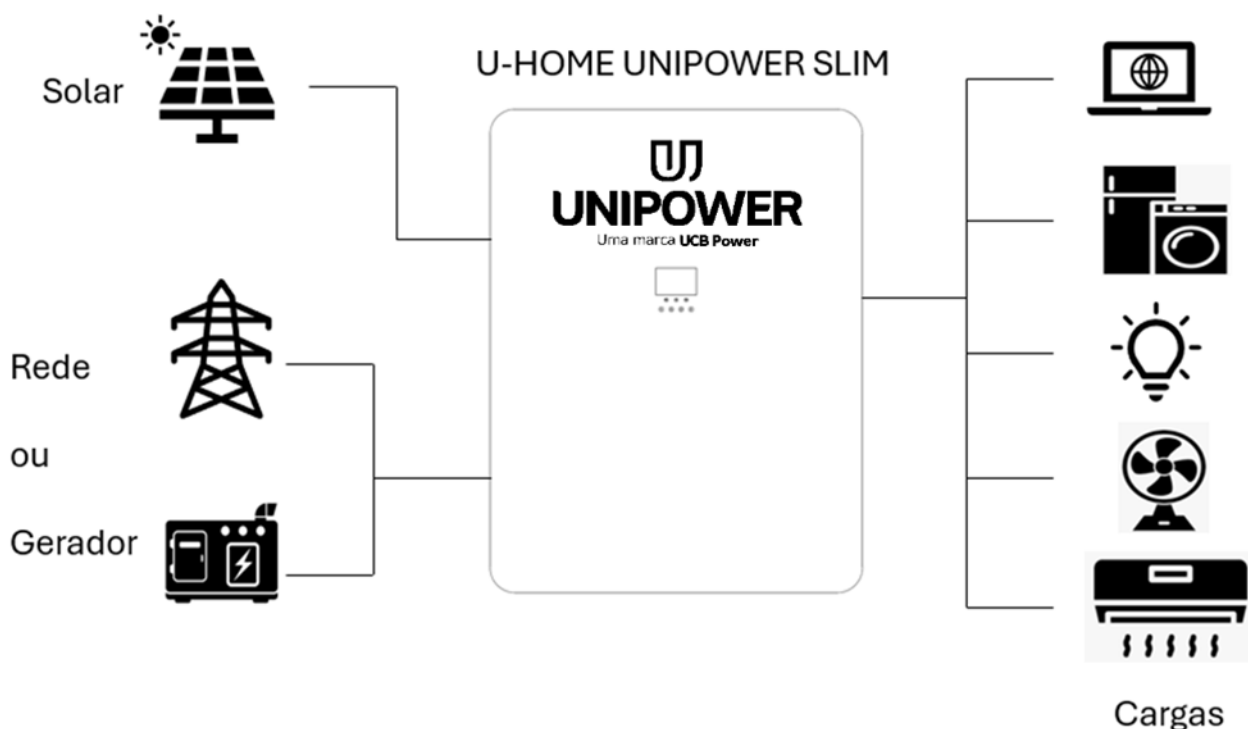 U-HOME UNIPOWER SLIM
Solar
UNIPOWER
Uma marca UCB Power
Rede
ou
Gerador
Cargas